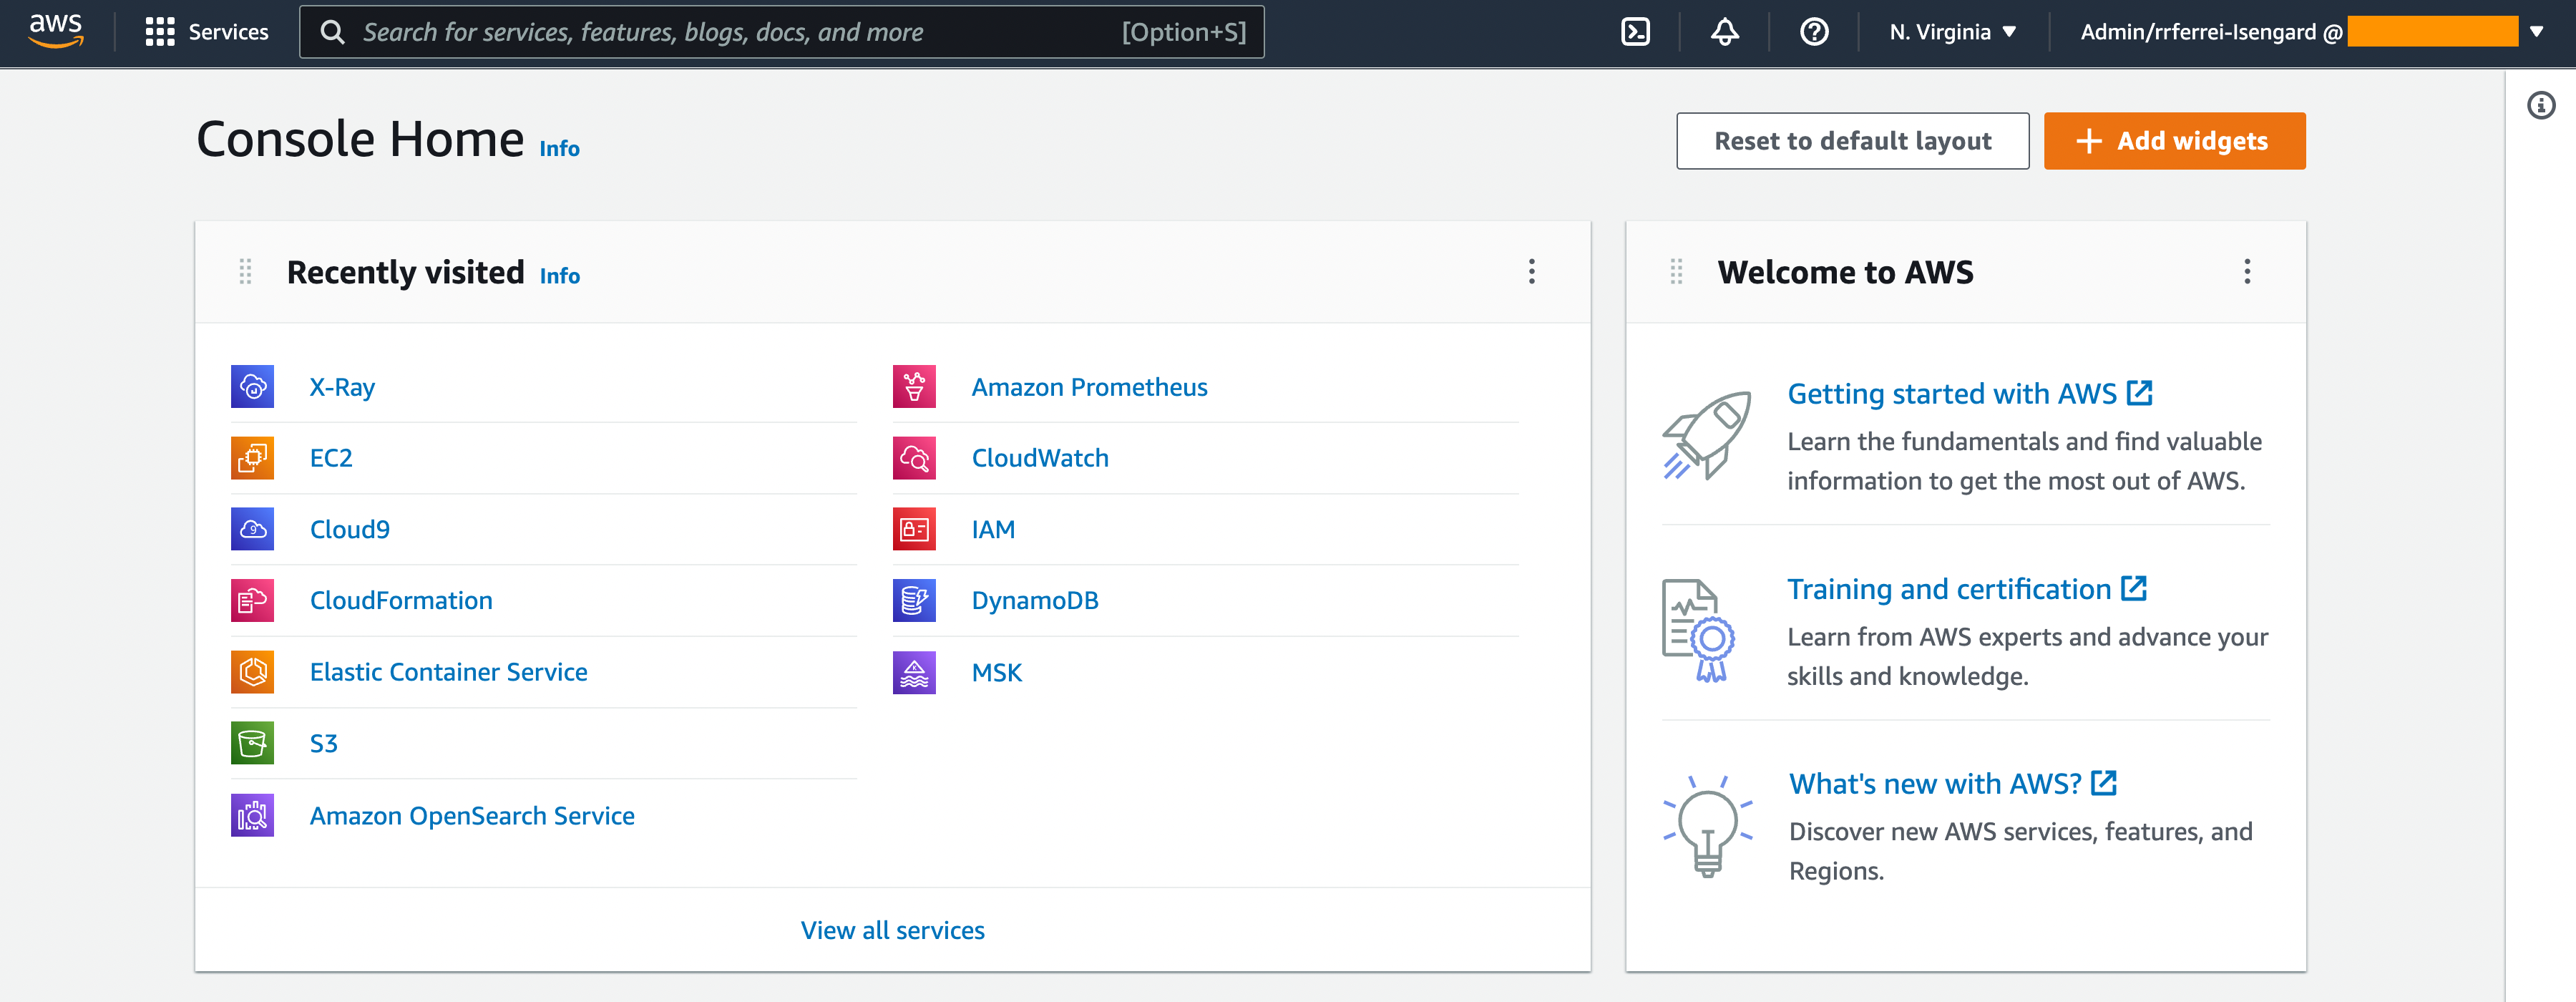 aws
Services
Search for services, features, blogs, docs, and more [Option+S]
N. Virginia
Admin/rrferrei-Isengard @
Console Home Info
Reset to default layout
Add widgets
Recently visited Info
X-Ray
EC2
Cloud9
CloudFormation
Elastic Container Service
S3
Amazon OpenSearch Service
Amazon Prometheus
CloudWatch
IAM
DynamoDB
MSK
View all services
Welcome to AWS
Getting started with AWS
Learn the fundamentals and find valuable
information to get the most out of AWS.
Training and certification
Learn from AWS experts and advance your
skills and knowledge.
What's new with AWS?
Discover new AWS services, features, and
Regions.